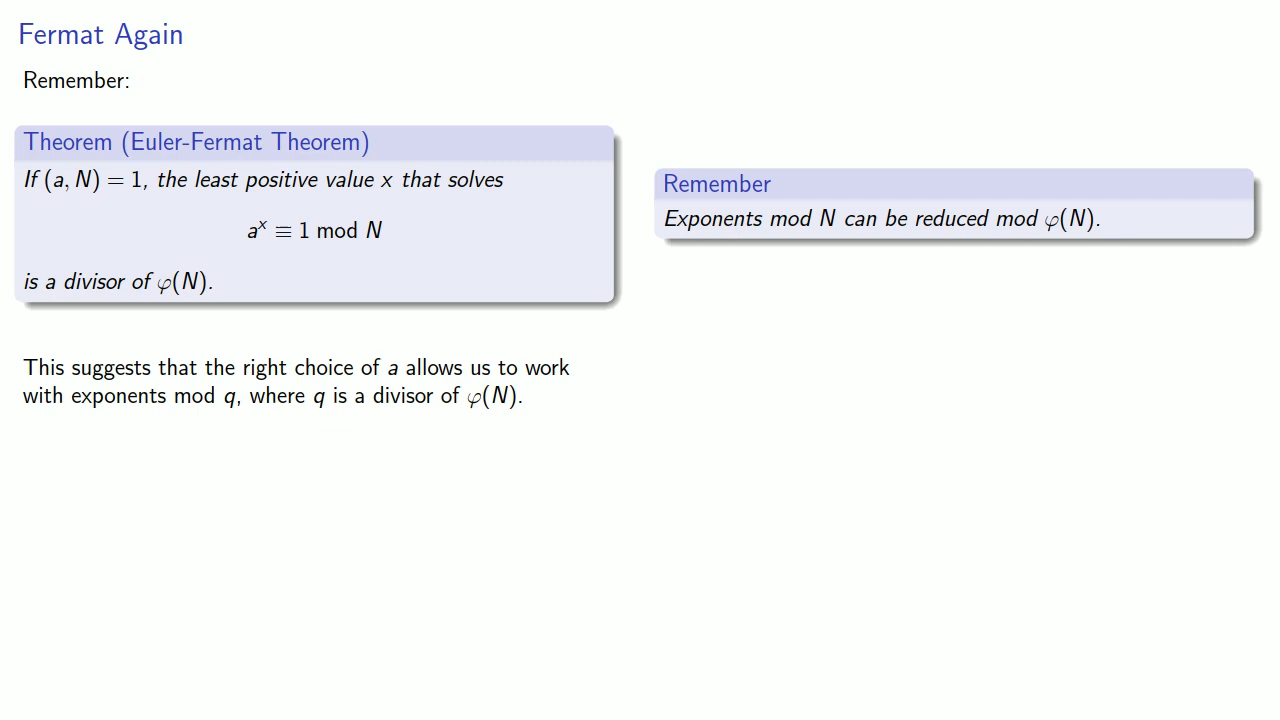 Fermat Again
Remember:
Theorem (Euler-Fermat Theorem)
If (a, N) = 1, the least positive value x that solves
aˣ ≡ 1 mod N
is a divisor of φ(N).
This suggests that the right choice of a allows us to work
with exponents mod q, where q is a divisor of φ(N).
Remember
Exponents mod N can be reduced mod φ(N).